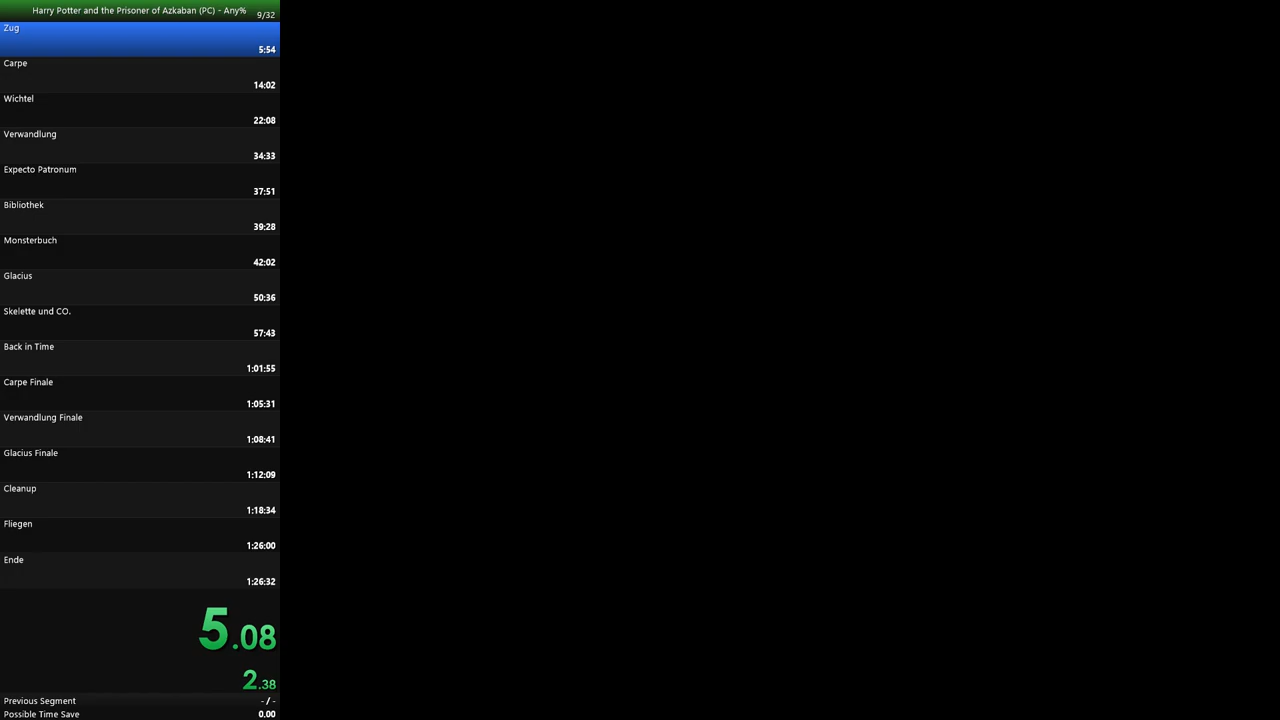 Harry Potter and the Prisoner of Azkaban (PC) - Any%
9/32
Zug
5:54
Carpe
14:02
Wichtel
22:08
Verwandlung
34:33
Expecto Patronum
37:51
Bibliothek
39:28
Monsterbuch
42:02
Glacius
50:36
Skelette und CO.
57:43
Back in Time
1:01:55
Carpe Finale
1:05:31
Verwandlung Finale
1:08:41
Glacius Finale
1:12:09
Cleanup
1:18:34
Fliegen
1:26:00
Ende
1:26:32
5.08
2.38
Previous Segment - / -
Possible Time Save 0.00